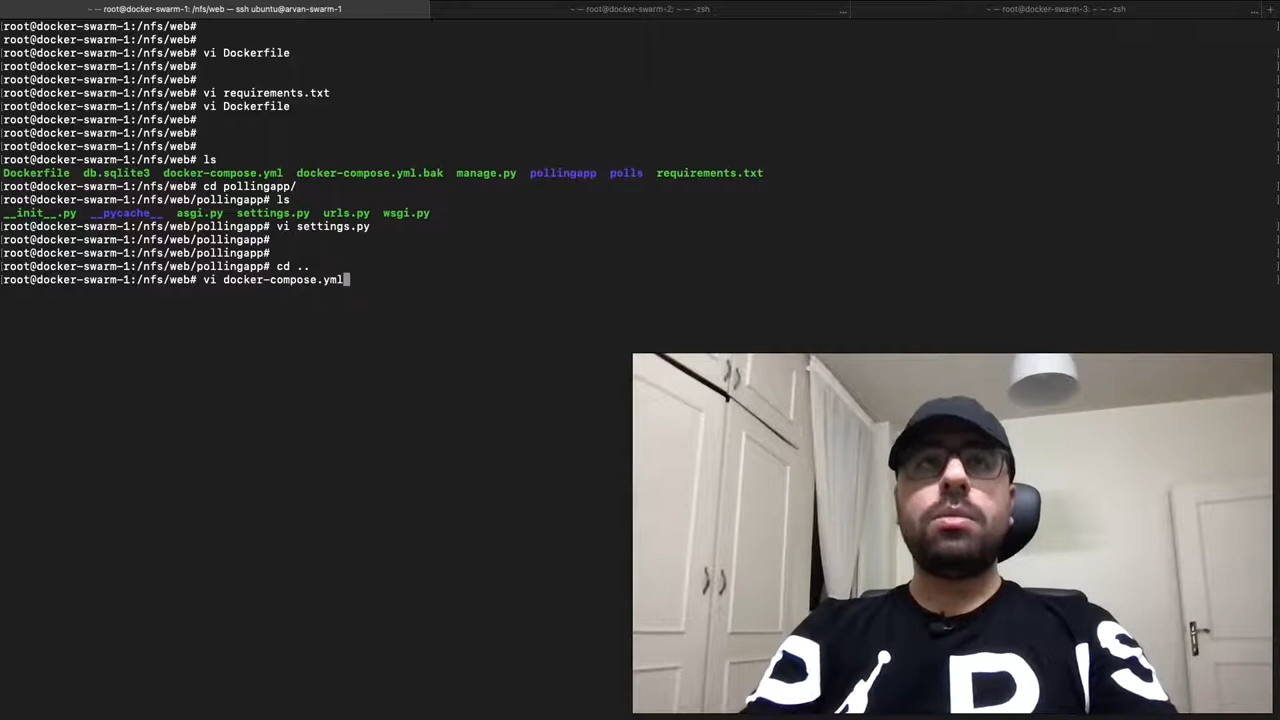 ~ — root@docker-swarm-1: /nfs/web — ssh ubuntu@arvan-swarm-1
~ — root@docker-swarm-2: ~ — -zsh ...
~ — root@docker-swarm-3: ~ — -zsh ... +
[root@docker-swarm-1:/nfs/web#
[root@docker-swarm-1:/nfs/web#
[root@docker-swarm-1:/nfs/web# vi Dockerfile
[root@docker-swarm-1:/nfs/web#
[root@docker-swarm-1:/nfs/web#
[root@docker-swarm-1:/nfs/web# vi requirements.txt
[root@docker-swarm-1:/nfs/web# vi Dockerfile
[root@docker-swarm-1:/nfs/web#
[root@docker-swarm-1:/nfs/web#
[root@docker-swarm-1:/nfs/web#
[root@docker-swarm-1:/nfs/web# ls
Dockerfile db.sqlite3 docker-compose.yml docker-compose.yml.bak manage.py pollingapp polls requirements.txt
[root@docker-swarm-1:/nfs/web# cd pollingapp/
[root@docker-swarm-1:/nfs/web/pollingapp# ls
__init__.py __pycache__ asgi.py settings.py urls.py wsgi.py
[root@docker-swarm-1:/nfs/web/pollingapp# vi settings.py
[root@docker-swarm-1:/nfs/web/pollingapp#
[root@docker-swarm-1:/nfs/web/pollingapp#
[root@docker-swarm-1:/nfs/web/pollingapp# cd ..
[root@docker-swarm-1:/nfs/web# vi docker-compose.yml
PARIS